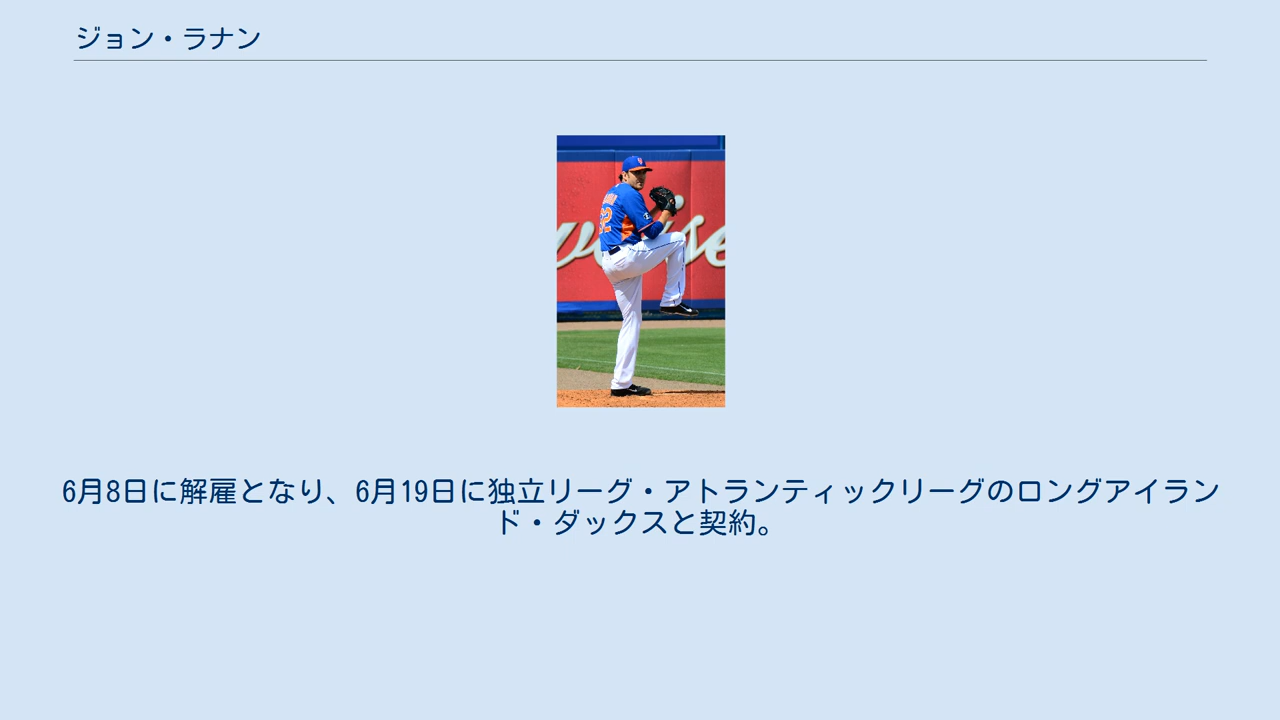 ジョン・ラナン
6月8日に解雇となり、6月19日に独立リーグ・アトランティックリーグのロングアイラン
ド・ダックスと契約。